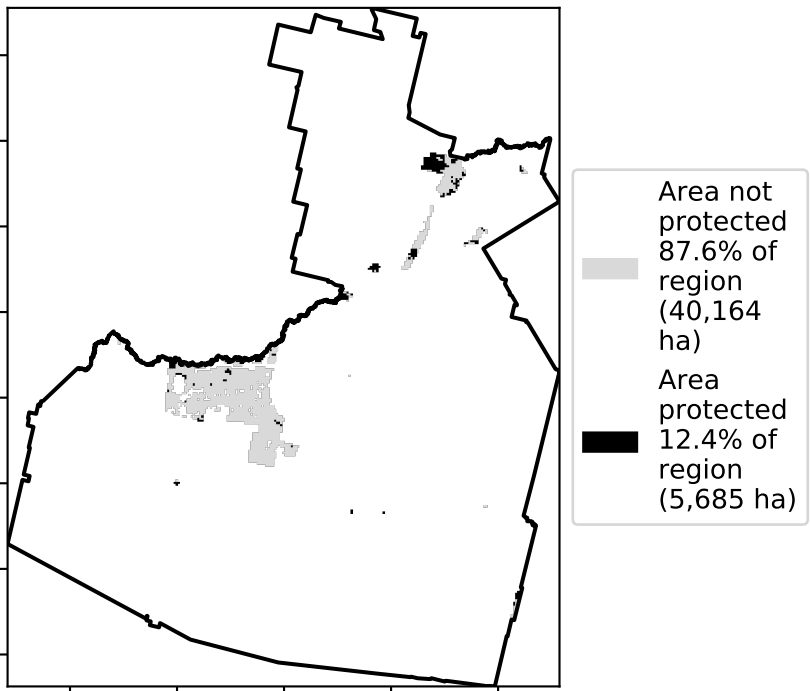 Area not
protected
87.6% of
region
(40,164
ha)
Area
protected
12.4% of
region
(5,685 ha)